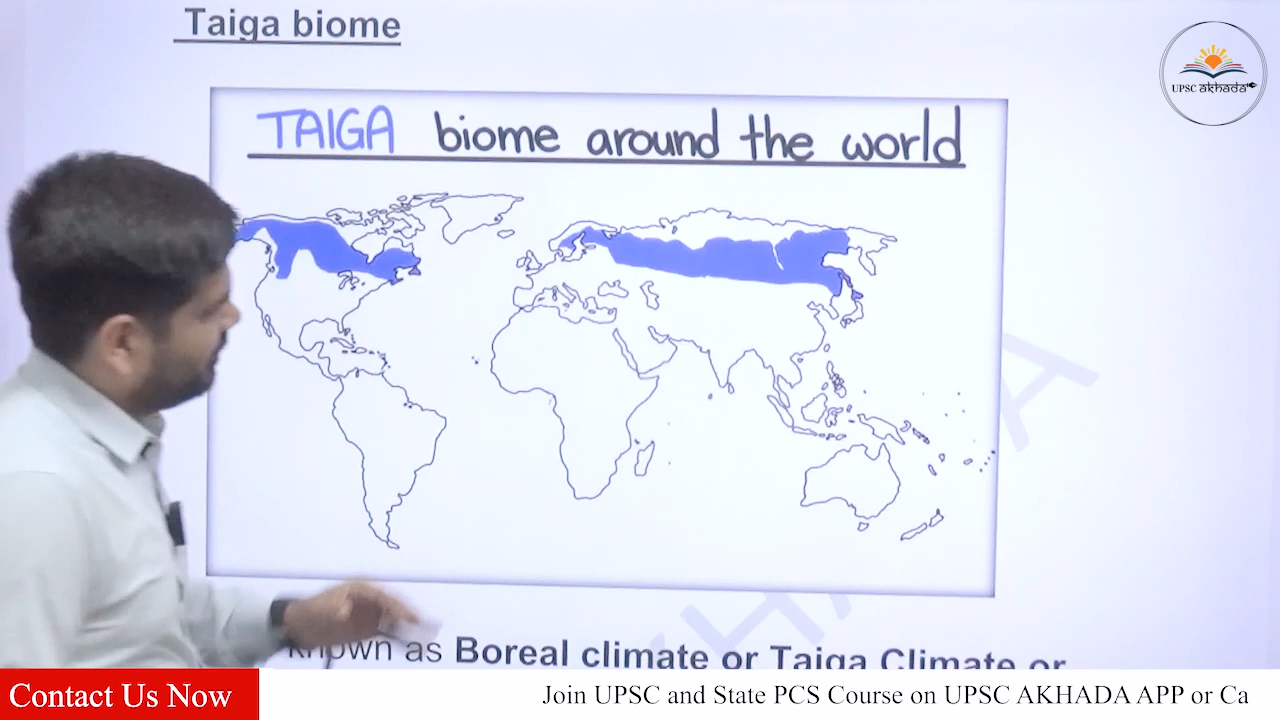 Taiga biome
UPSC akhada
TAIGA biome around the world
known as Boreal climate or Taiga Climate or
Contact Us Now
Join UPSC and State PCS Course on UPSC AKHADA APP or Ca